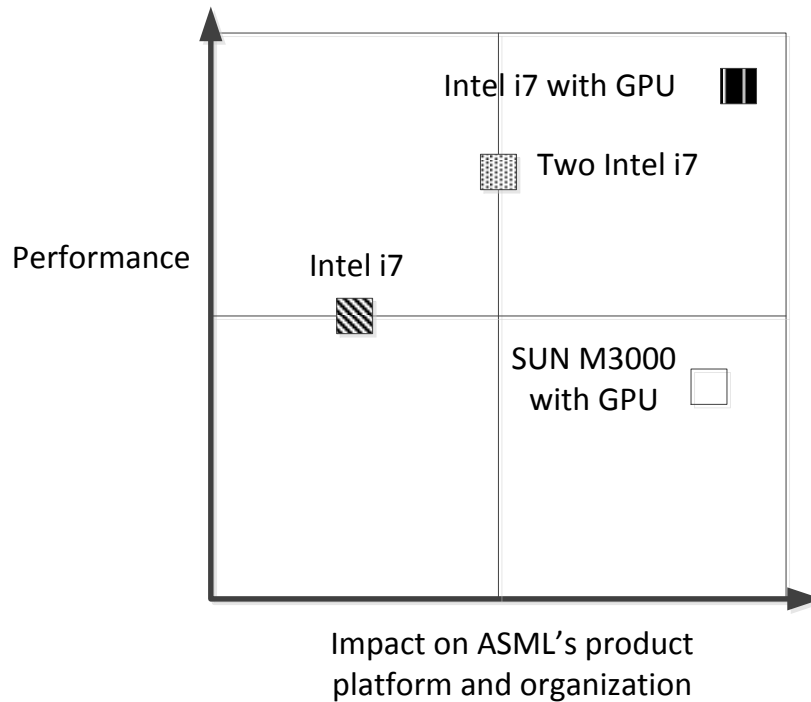 Intel i7 with GPU
Two Intel i7
Performance
Intel i7
SUN M3000
with GPU
Impact on ASML’s product
platform and organization